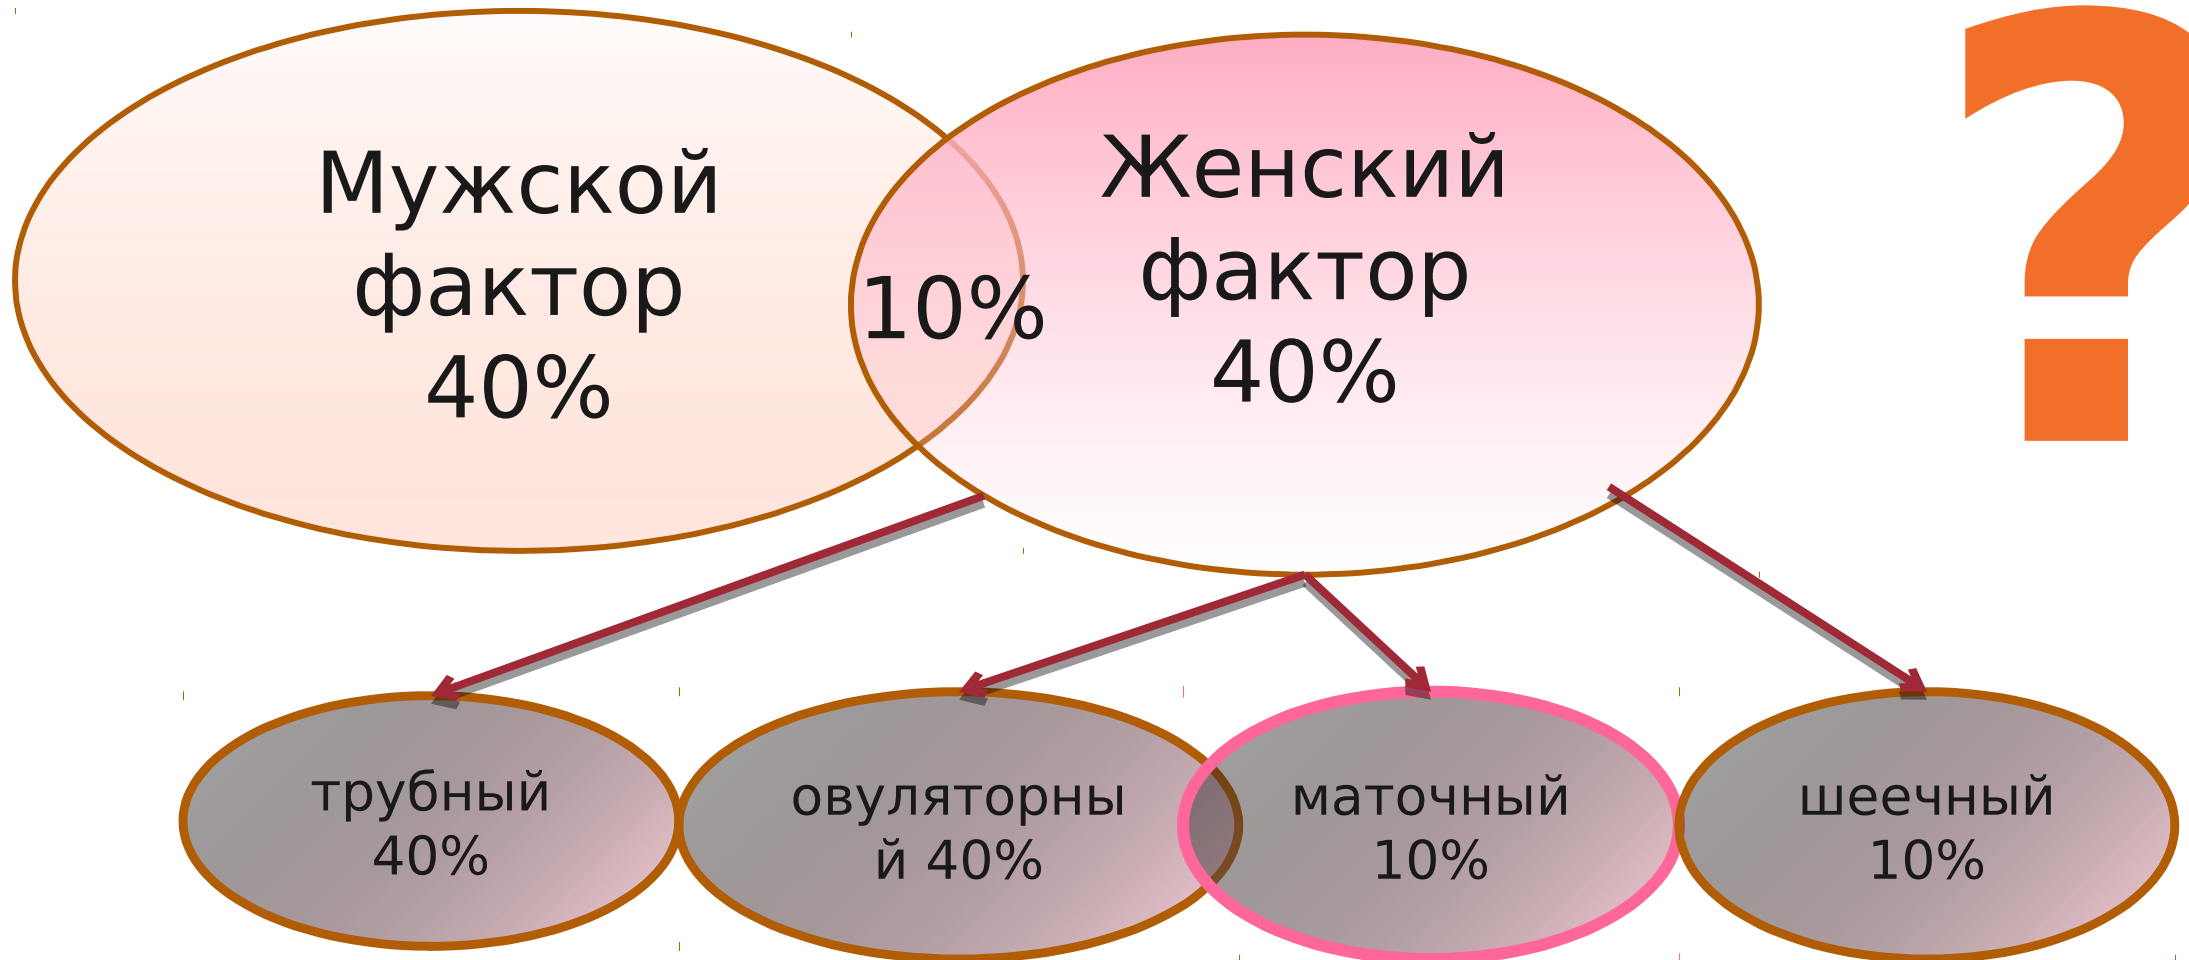 Мужской
фактор
40%
10%
Женский
фактор
40%
?
трубный
40%
овуляторны
й 40%
маточный
10%
шеечный
10%